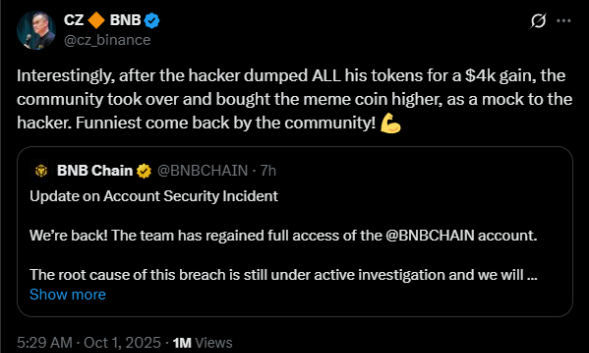 CZ 🔶 BNB
@cz_binance
Interestingly, after the hacker dumped ALL his tokens for a $4k gain, the
community took over and bought the meme coin higher, as a mock to the
hacker. Funniest come back by the community! 💪
BNB Chain @BNBCHAIN · 7h
Update on Account Security Incident
We're back! The team has regained full access of the @BNBCHAIN account.
The root cause of this breach is still under active investigation and we will ...
Show more
5:29 AM · Oct 1, 2025 · 1M Views